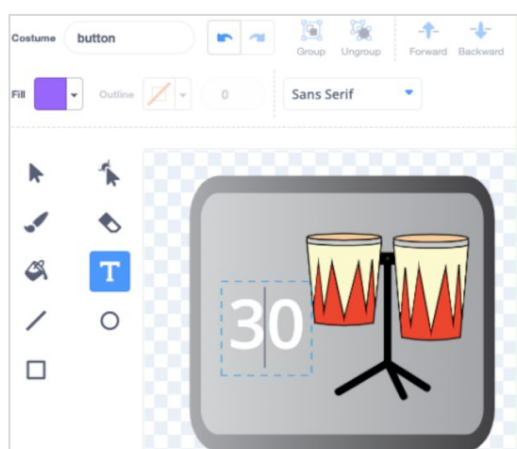 Costume button
Group Ungroup Forward Backward
Fill Outline 0 Sans Serif
T
30